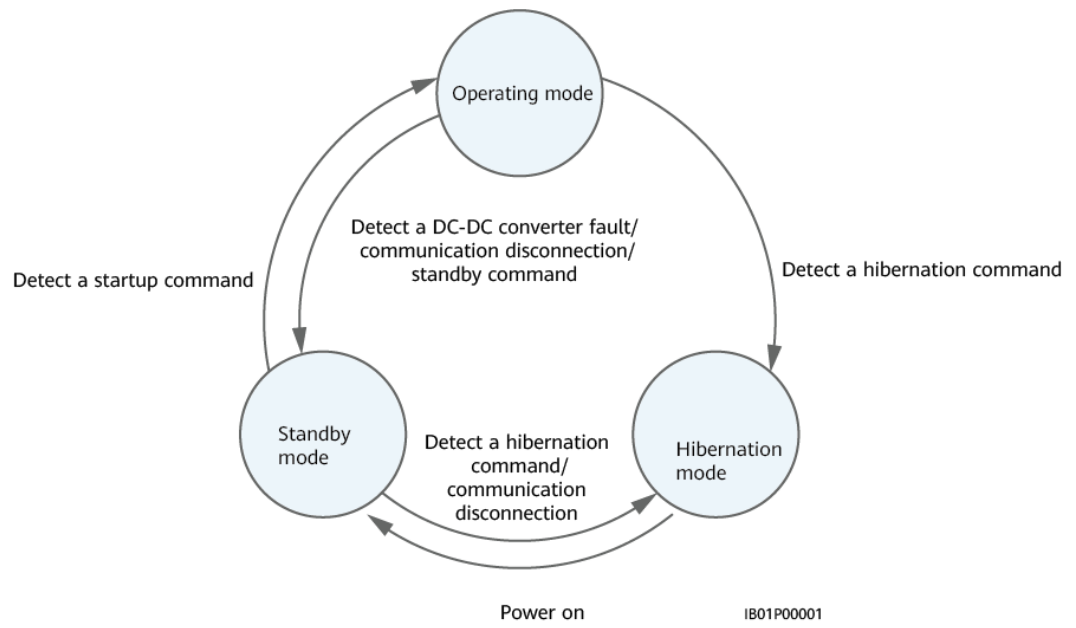 Operating mode
Detect a DC-DC converter fault/
communication disconnection/
standby command
Detect a startup command
Detect a hibernation command
Standby
mode
Detect a hibernation
command/
communication
disconnection
Hibernation
mode
Power on
IB01P00001